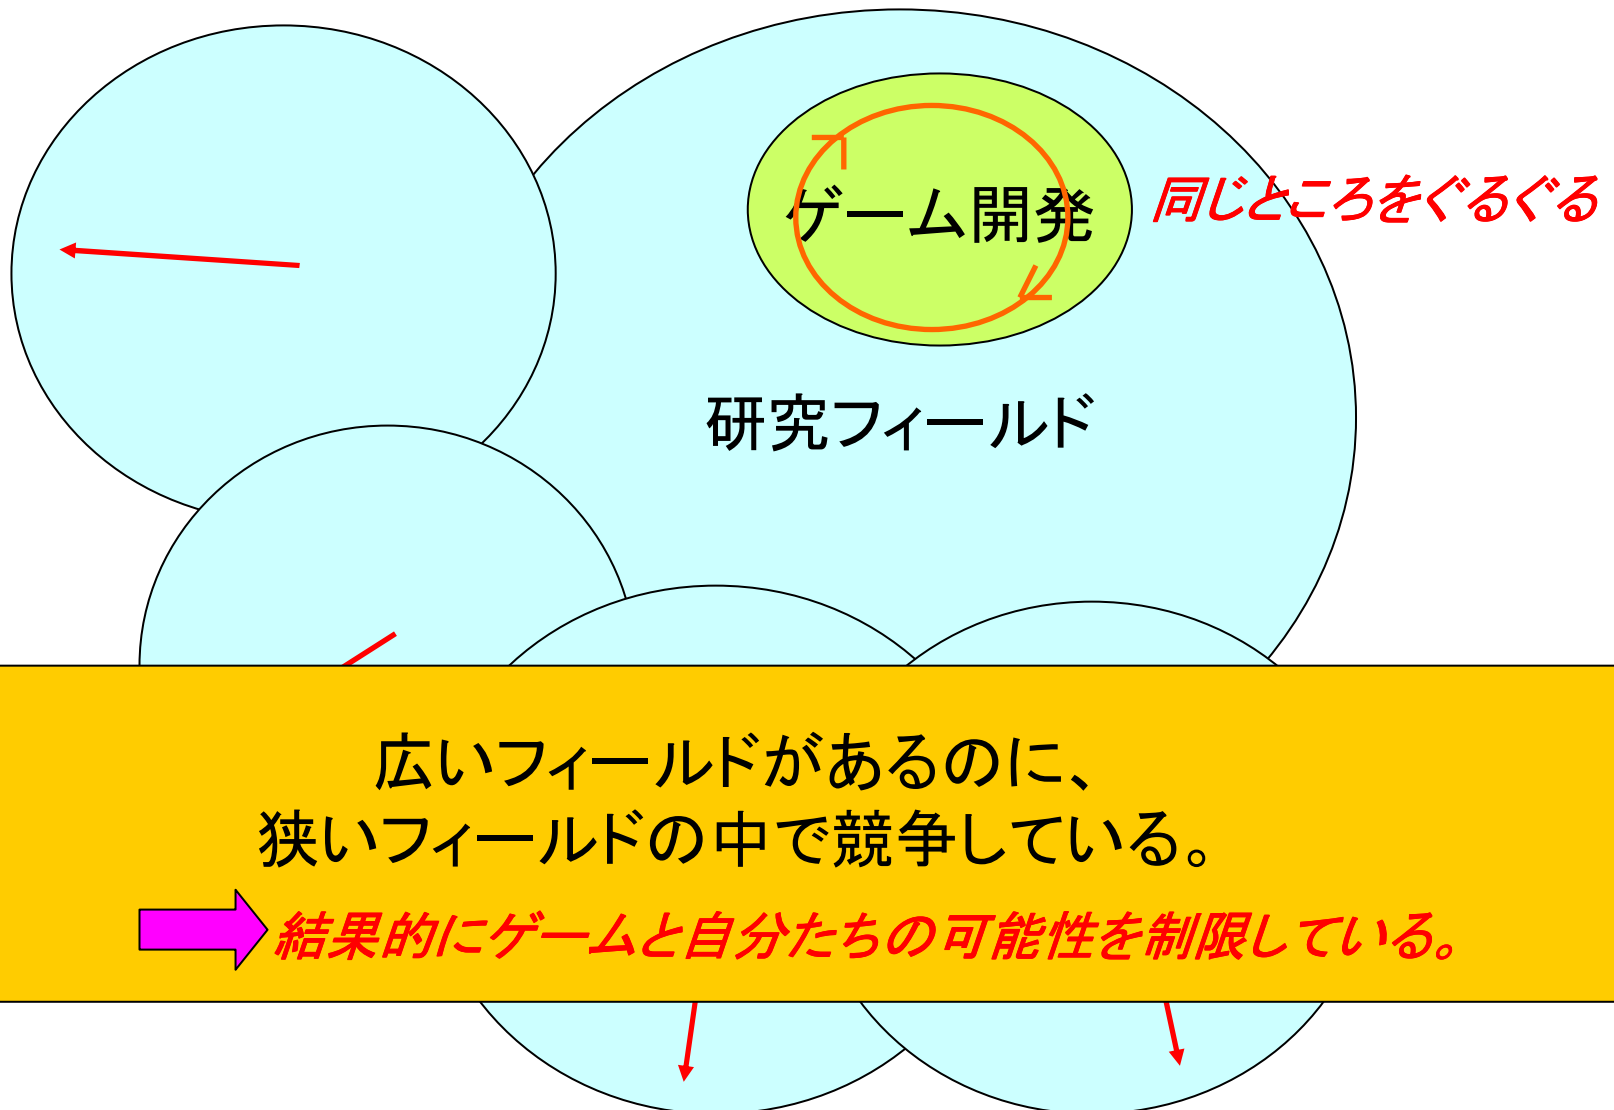 ゲーム開発
同じところをぐるぐる
研究フィールド
広いフィールドがあるのに、
狭いフィールドの中で競争している。
結果的にゲームと自分たちの可能性を制限している。